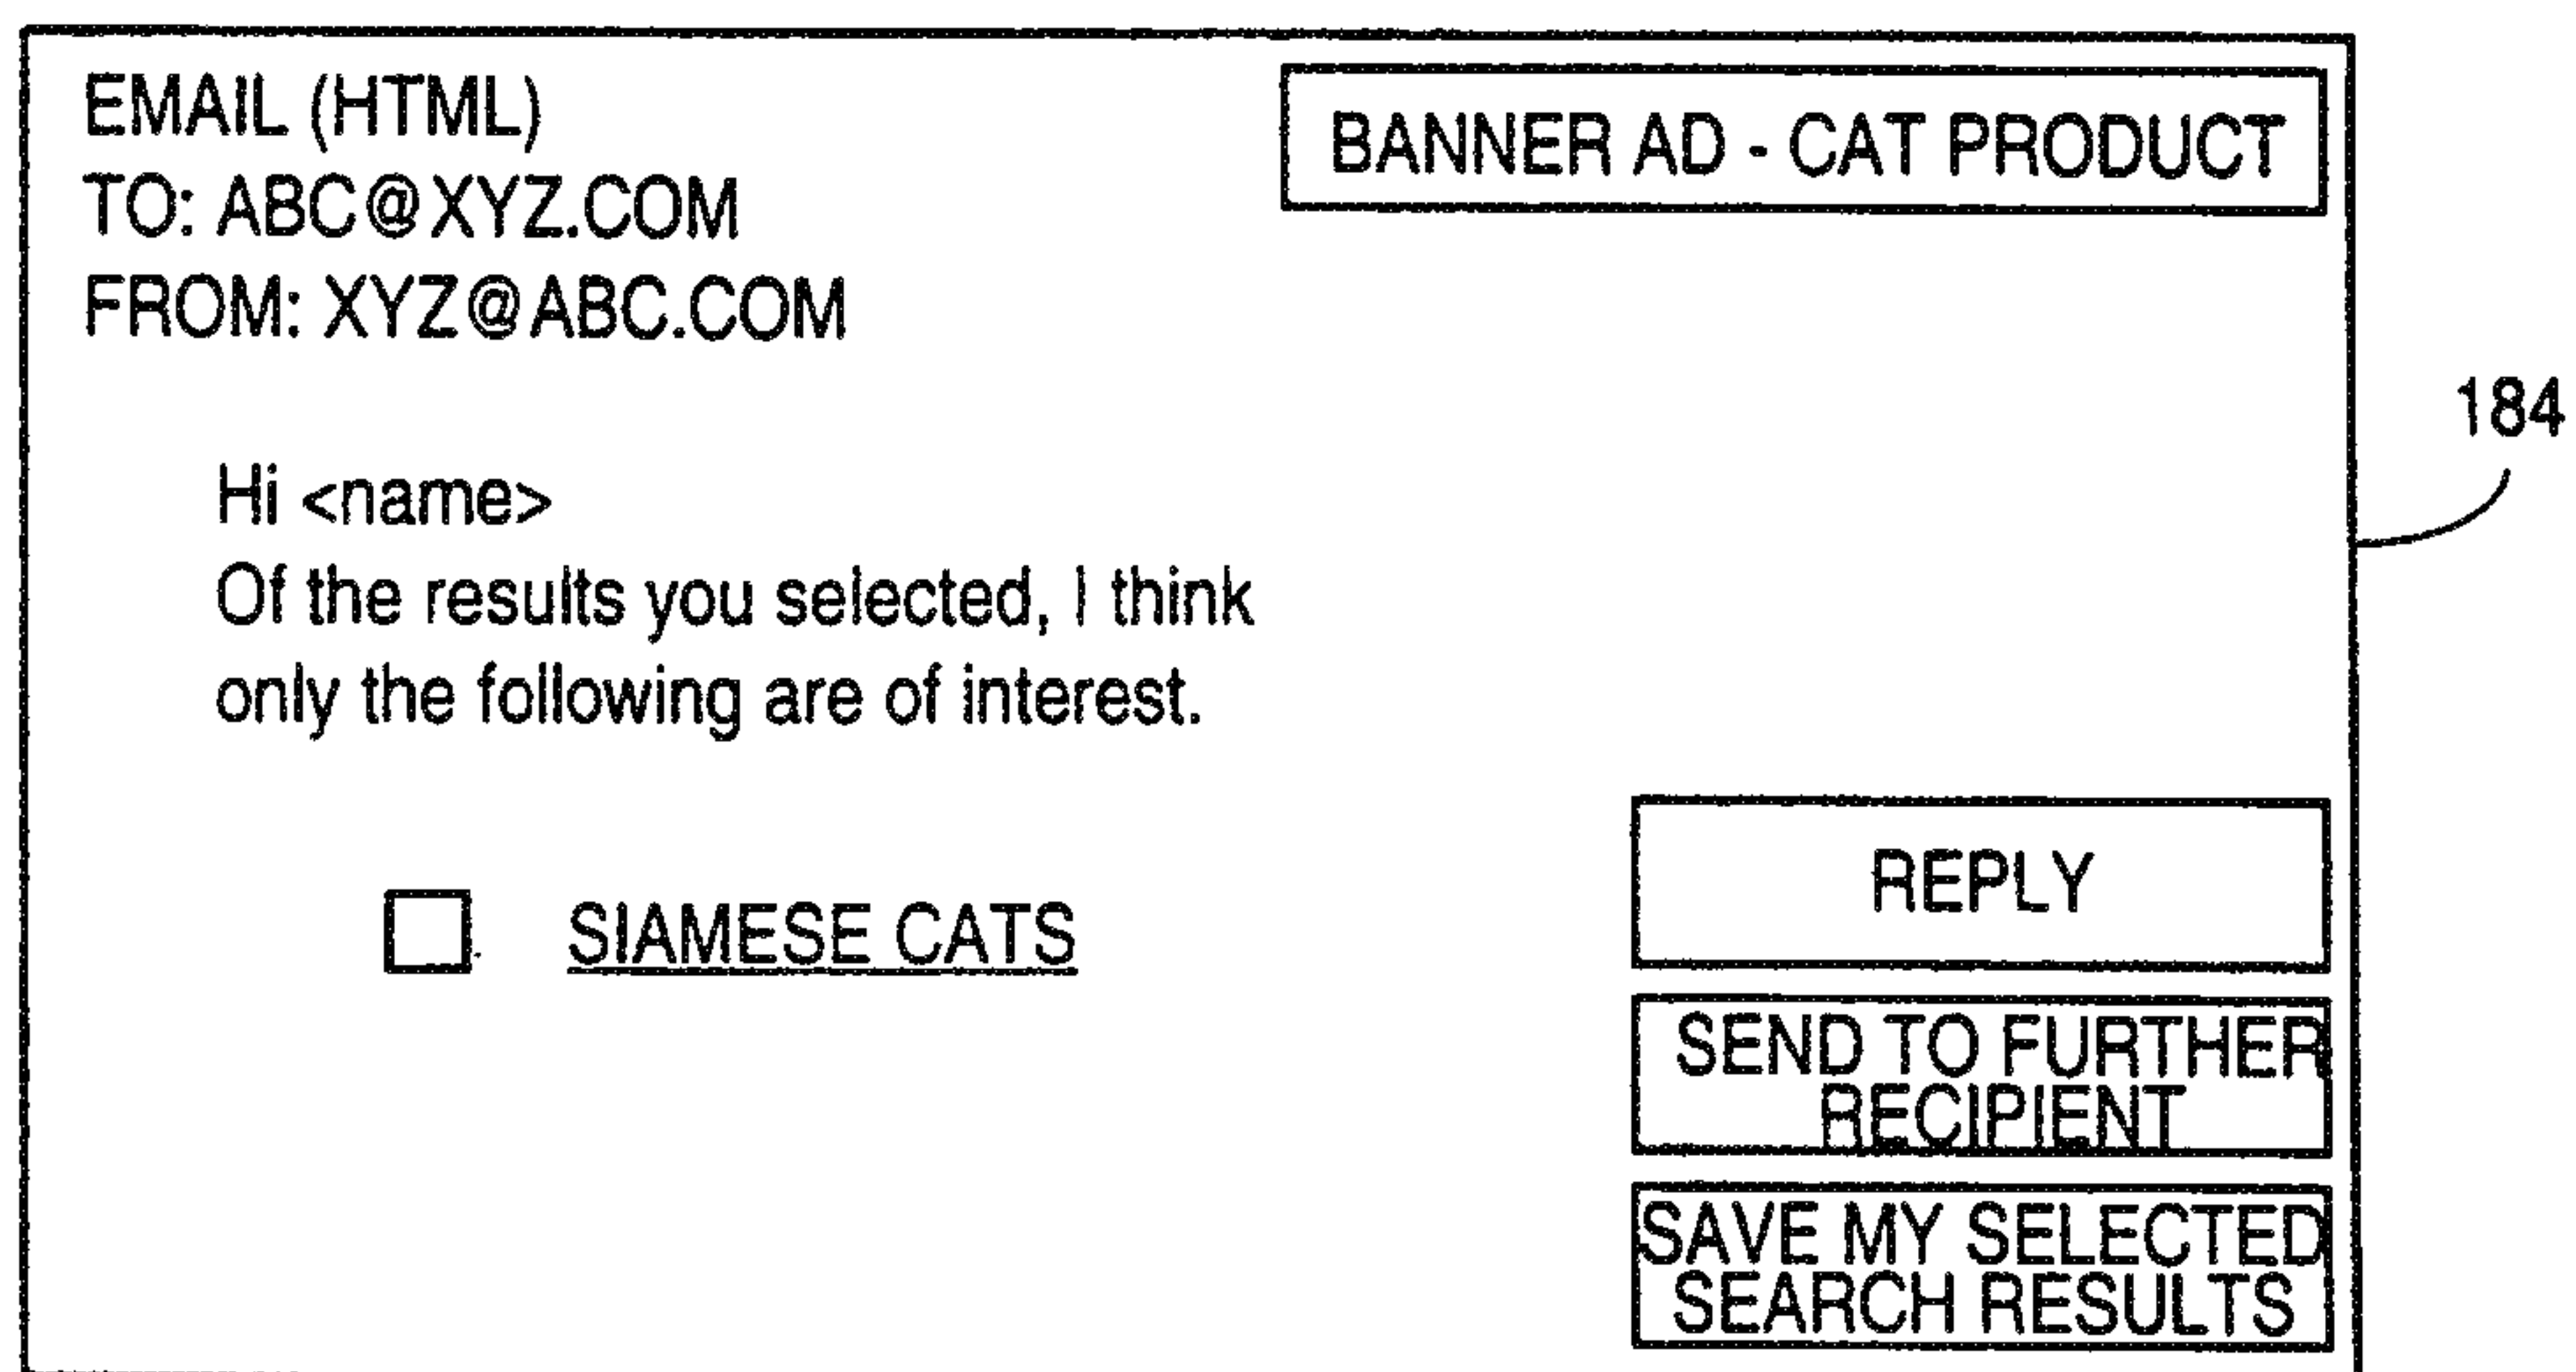 EMAIL (HTML)
TO: ABC@XYZ.COM
FROM: XYZ@ABC.COM
BANNER AD - CAT PRODUCT
184
Hi <name>
Of the results you selected, I think
only the following are of interest.
SIAMESE CATS
REPLY
SEND TO FURTHER
RECIPIENT
SAVE MY SELECTED
SEARCH RESULTS